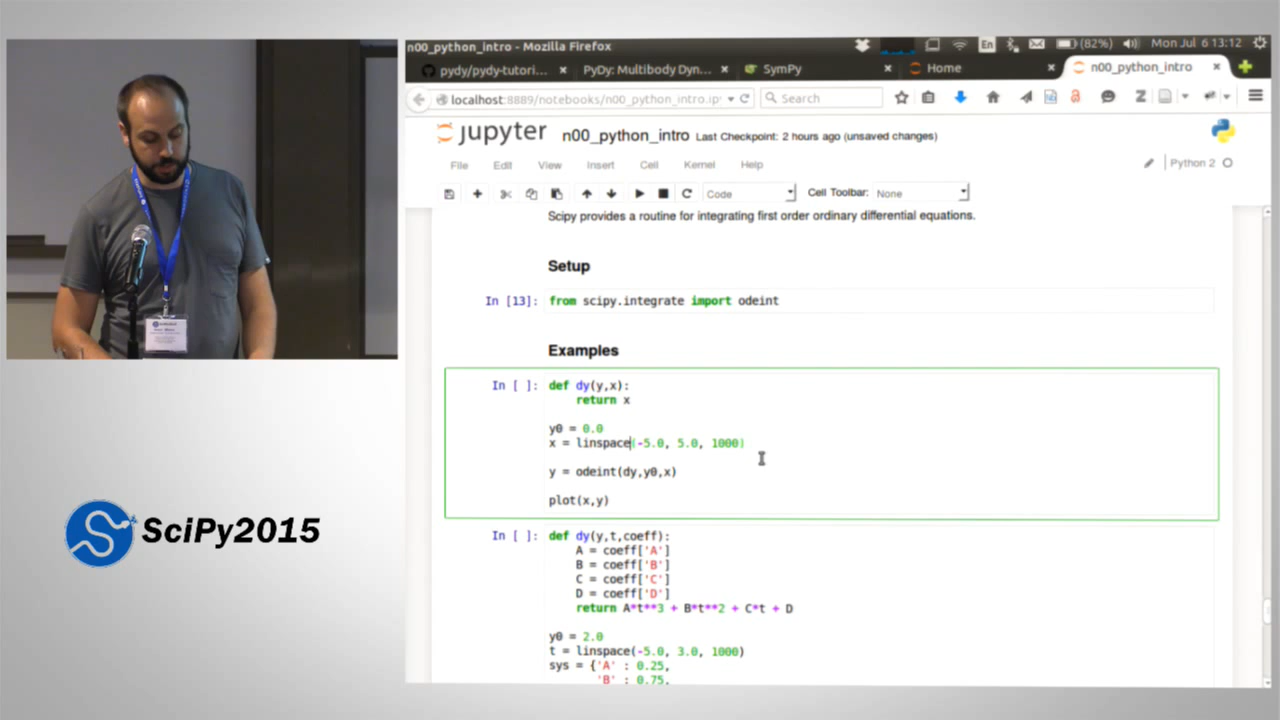 n00_python_intro - Mozilla Firefox
En
(82%)
Mon Jul 6 13:12
pydy/pydy-tutori...
PyDy: Multibody Dyn...
SymPy
Home
n00_python_intro
localhost:8889/notebooks/n00_python_intro.ip
Search
jupyter
n00_python_intro Last Checkpoint: 2 hours ago (unsaved changes)
File Edit View Insert Cell Kernel Help
Python 2
Code
Cell Toolbar: None
Scipy provides a routine for integrating first order ordinary differential equations.
Setup
In [13]: from scipy.integrate import odeint
Examples
In [ ]: def dy(y,x):
return x
y0 = 0.0
x = linspace(-5.0, 5.0, 1000)
y = odeint(dy,y0,x)
plot(x,y)
In [ ]: def dy(y,t,coeff):
A = coeff['A']
B = coeff['B']
C = coeff['C']
D = coeff['D']
return A*t**3 + B*t**2 + C*t + D
y0 = 2.0
t = linspace(-5.0, 3.0, 1000)
sys = {'A' : 0.25,
'B' : 0.75,
SciPy2015